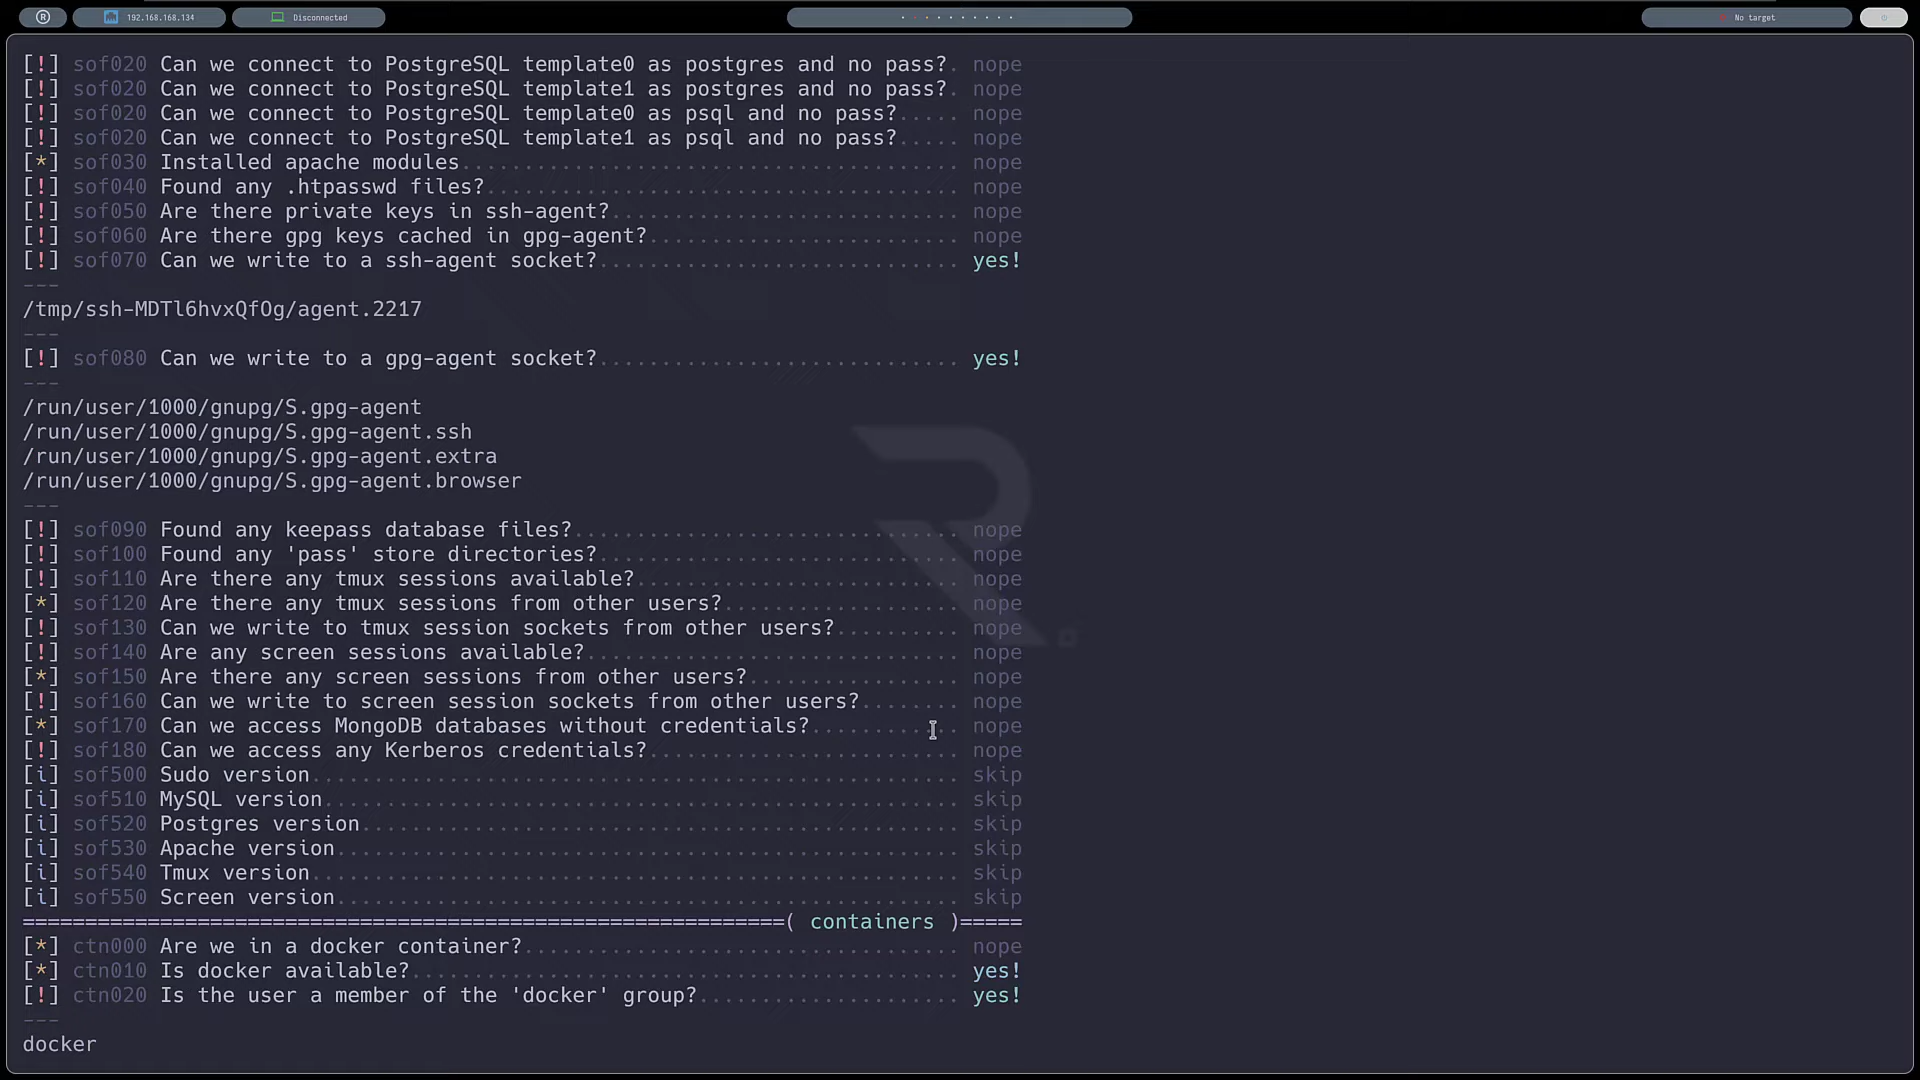 R 192.168.168.134 Disconnected No target
[!] sof020 Can we connect to PostgreSQL template0 as postgres and no pass?. nope
[!] sof020 Can we connect to PostgreSQL template1 as postgres and no pass?. nope
[!] sof020 Can we connect to PostgreSQL template0 as psql and no pass?..... nope
[!] sof020 Can we connect to PostgreSQL template1 as psql and no pass?..... nope
[*] sof030 Installed apache modules........................................ nope
[!] sof040 Found any .htpasswd files?...................................... nope
[!] sof050 Are there private keys in ssh-agent?............................ nope
[!] sof060 Are there gpg keys cached in gpg-agent?......................... nope
[!] sof070 Can we write to a ssh-agent socket?............................. yes!
---
/tmp/ssh-MDTl6hvxQfOg/agent.2217
---
[!] sof080 Can we write to a gpg-agent socket?............................. yes!
---
/run/user/1000/gnupg/S.gpg-agent
/run/user/1000/gnupg/S.gpg-agent.ssh
/run/user/1000/gnupg/S.gpg-agent.extra
/run/user/1000/gnupg/S.gpg-agent.browser
---
[!] sof090 Found any keepass database files?............................... nope
[!] sof100 Found any 'pass' store directories?............................. nope
[!] sof110 Are there any tmux sessions available?.......................... nope
[*] sof120 Are there any tmux sessions from other users?................... nope
[!] sof130 Can we write to tmux session sockets from other users?.......... nope
[!] sof140 Are any screen sessions available?.............................. nope
[*] sof150 Are there any screen sessions from other users?................. nope
[!] sof160 Can we write to screen session sockets from other users?........ nope
[*] sof170 Can we access MongoDB databases without credentials?............ nope
[!] sof180 Can we access any Kerberos credentials?......................... nope
[i] sof500 Sudo version.................................................... skip
[i] sof510 MySQL version................................................... skip
[i] sof520 Postgres version................................................ skip
[i] sof530 Apache version.................................................. skip
[i] sof540 Tmux version.................................................... skip
[i] sof550 Screen version.................................................. skip
=============================================================( containers )=====
[*] ctn000 Are we in a docker container?................................... nope
[*] ctn010 Is docker available?............................................ yes!
[!] ctn020 Is the user a member of the 'docker' group?..................... yes!
---
docker